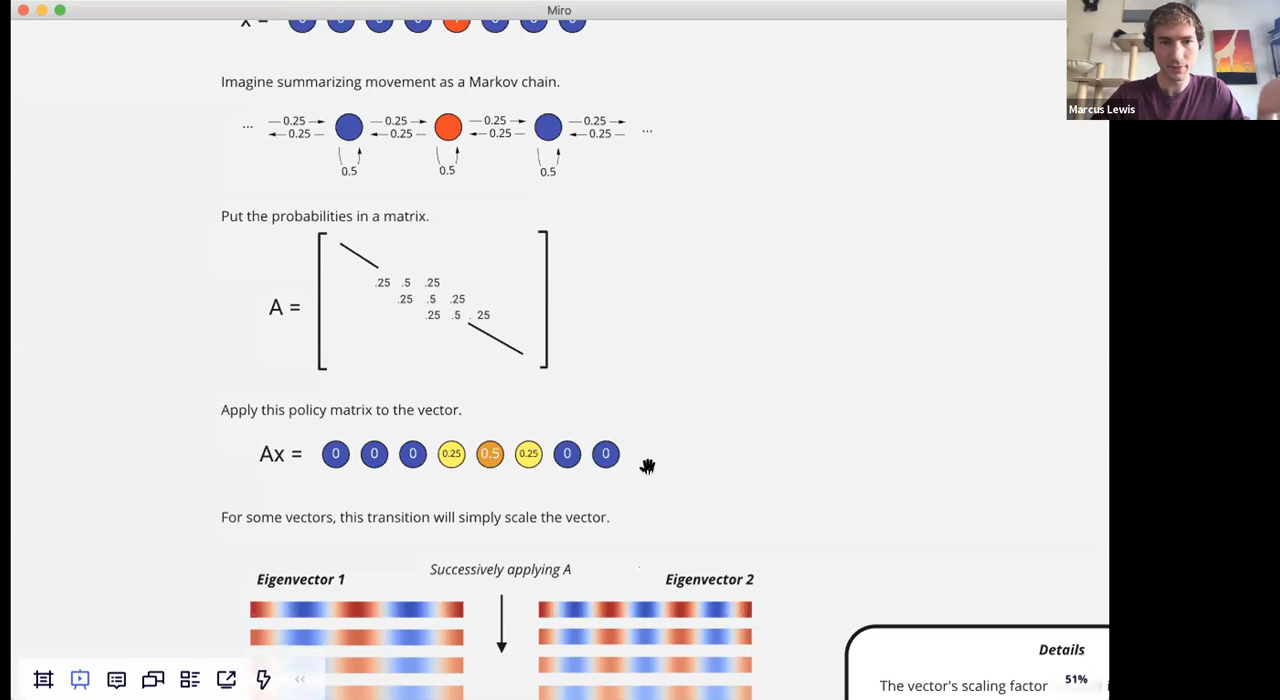 Miro
x =
Marcus Lewis
Imagine summarizing movement as a Markov chain.
... 0.25 0.25 0.25 0.25 ...
0.25 0.25 0.25 0.25
0.5 0.5 0.5
Put the probabilities in a matrix.
A =
.25 .5 .25
.25 .5 .25
.25 .5 . 25
Apply this policy matrix to the vector.
Ax = 0 0 0 0.25 0.5 0.25 0 0
For some vectors, this transition will simply scale the vector.
Successively applying A
Eigenvector 1
Eigenvector 2
Details
The vector's scaling factor
51%